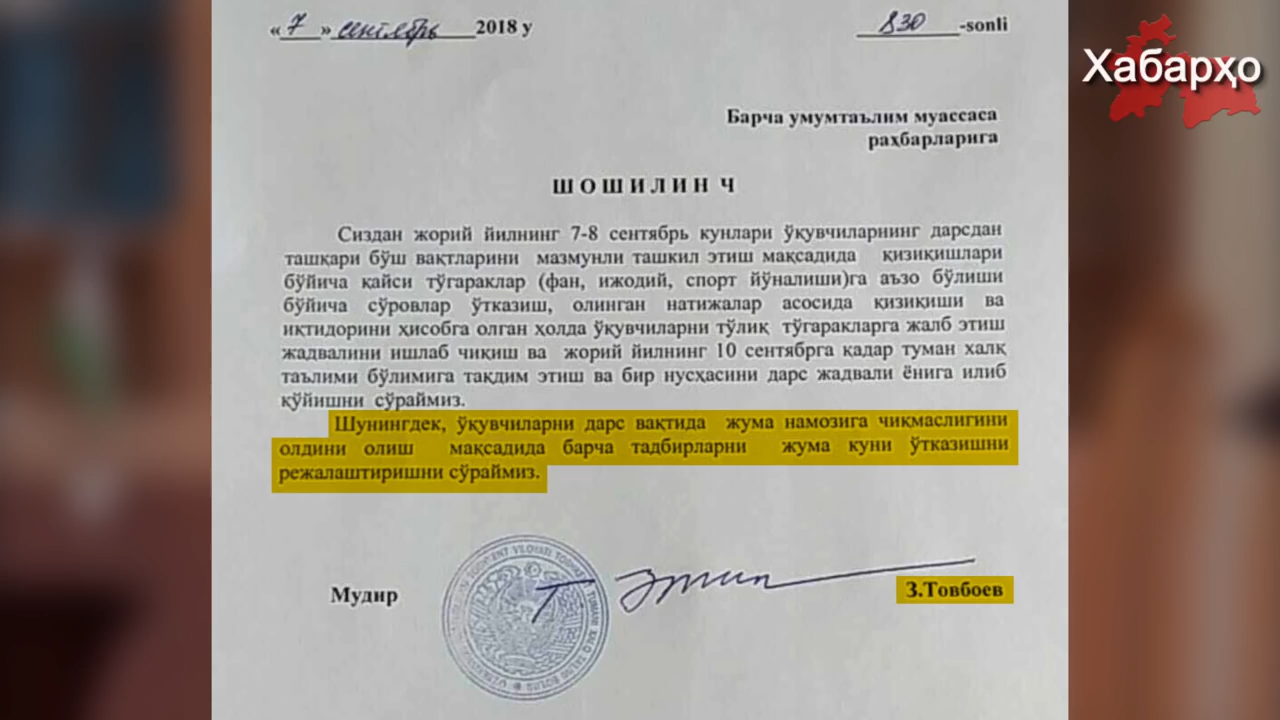 «7» сентябрь 2018 у
830-sonli
Хабарҳо
Барча умумтаълим муассаса
раҳбарларига
ШОШИЛИНЧ
Сиздан жорий йилнинг 7-8 сентябрь кунлари ўқувчиларнинг дарсдан
ташқари бўш вақтларини мазмунли ташкил этиш мақсадида қизиқишлари
бўйича қайси тўгараклар (фан, ижодий, спорт йўналиши)га аъзо бўлиши
бўйича сўровлар ўтказиш, олинган натижалар асосида қизиқиши ва
иқтидорини ҳисобга олган ҳолда ўқувчиларни тўлиқ тўгаракларга жалб этиш
жадвалини ишлаб чиқиш ва жорий йилнинг 10 сентябрга қадар туман халқ
таълими бўлимига тақдим этиш ва бир нусҳасини дарс жадвали ёнига илиб
қўйишни сўраймиз.
Шунингдек, ўқувчиларни дарс вақтида жума намозига чиқмаслигини
олдини олиш мақсадида барча тадбирларни жума куни ўтказишни
режалаштиришни сўраймиз.
Мудир
З.Товбоев